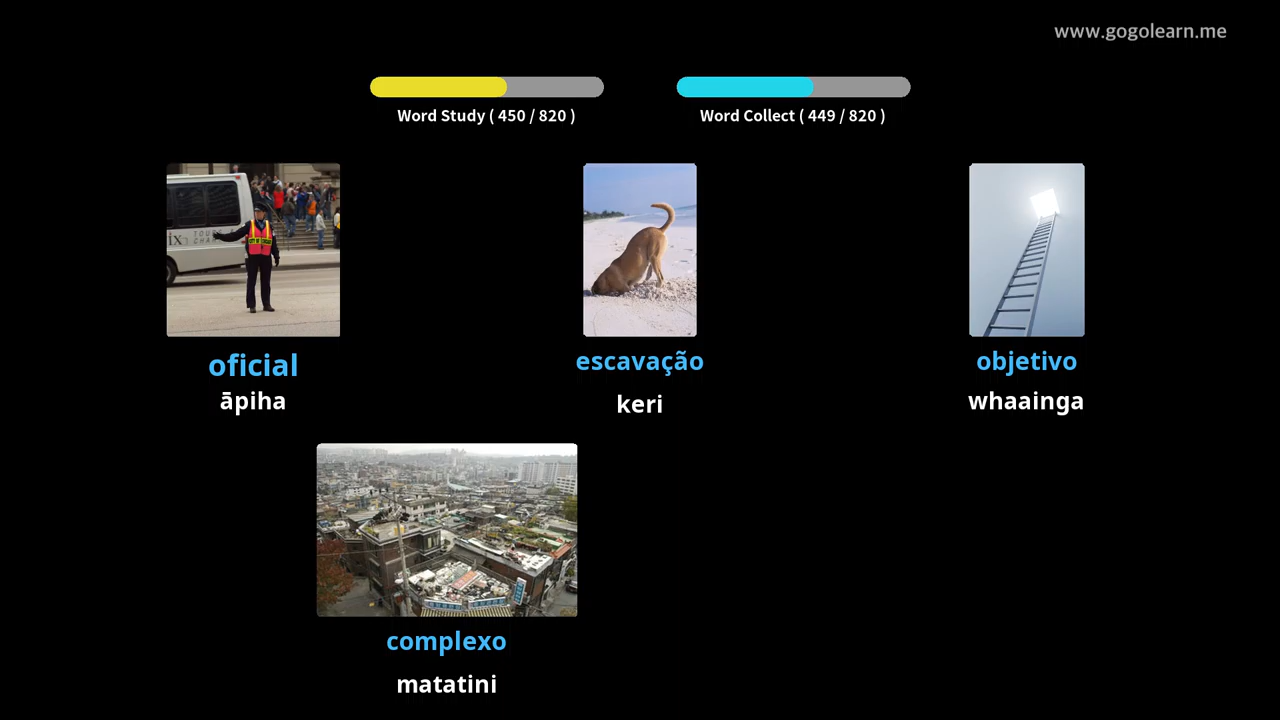 www.gogolearn.me
Word Study ( 450 / 820 )
Word Collect ( 449 / 820 )
oficial
āpiha
escavação
keri
objetivo
whaainga
complexo
matatini